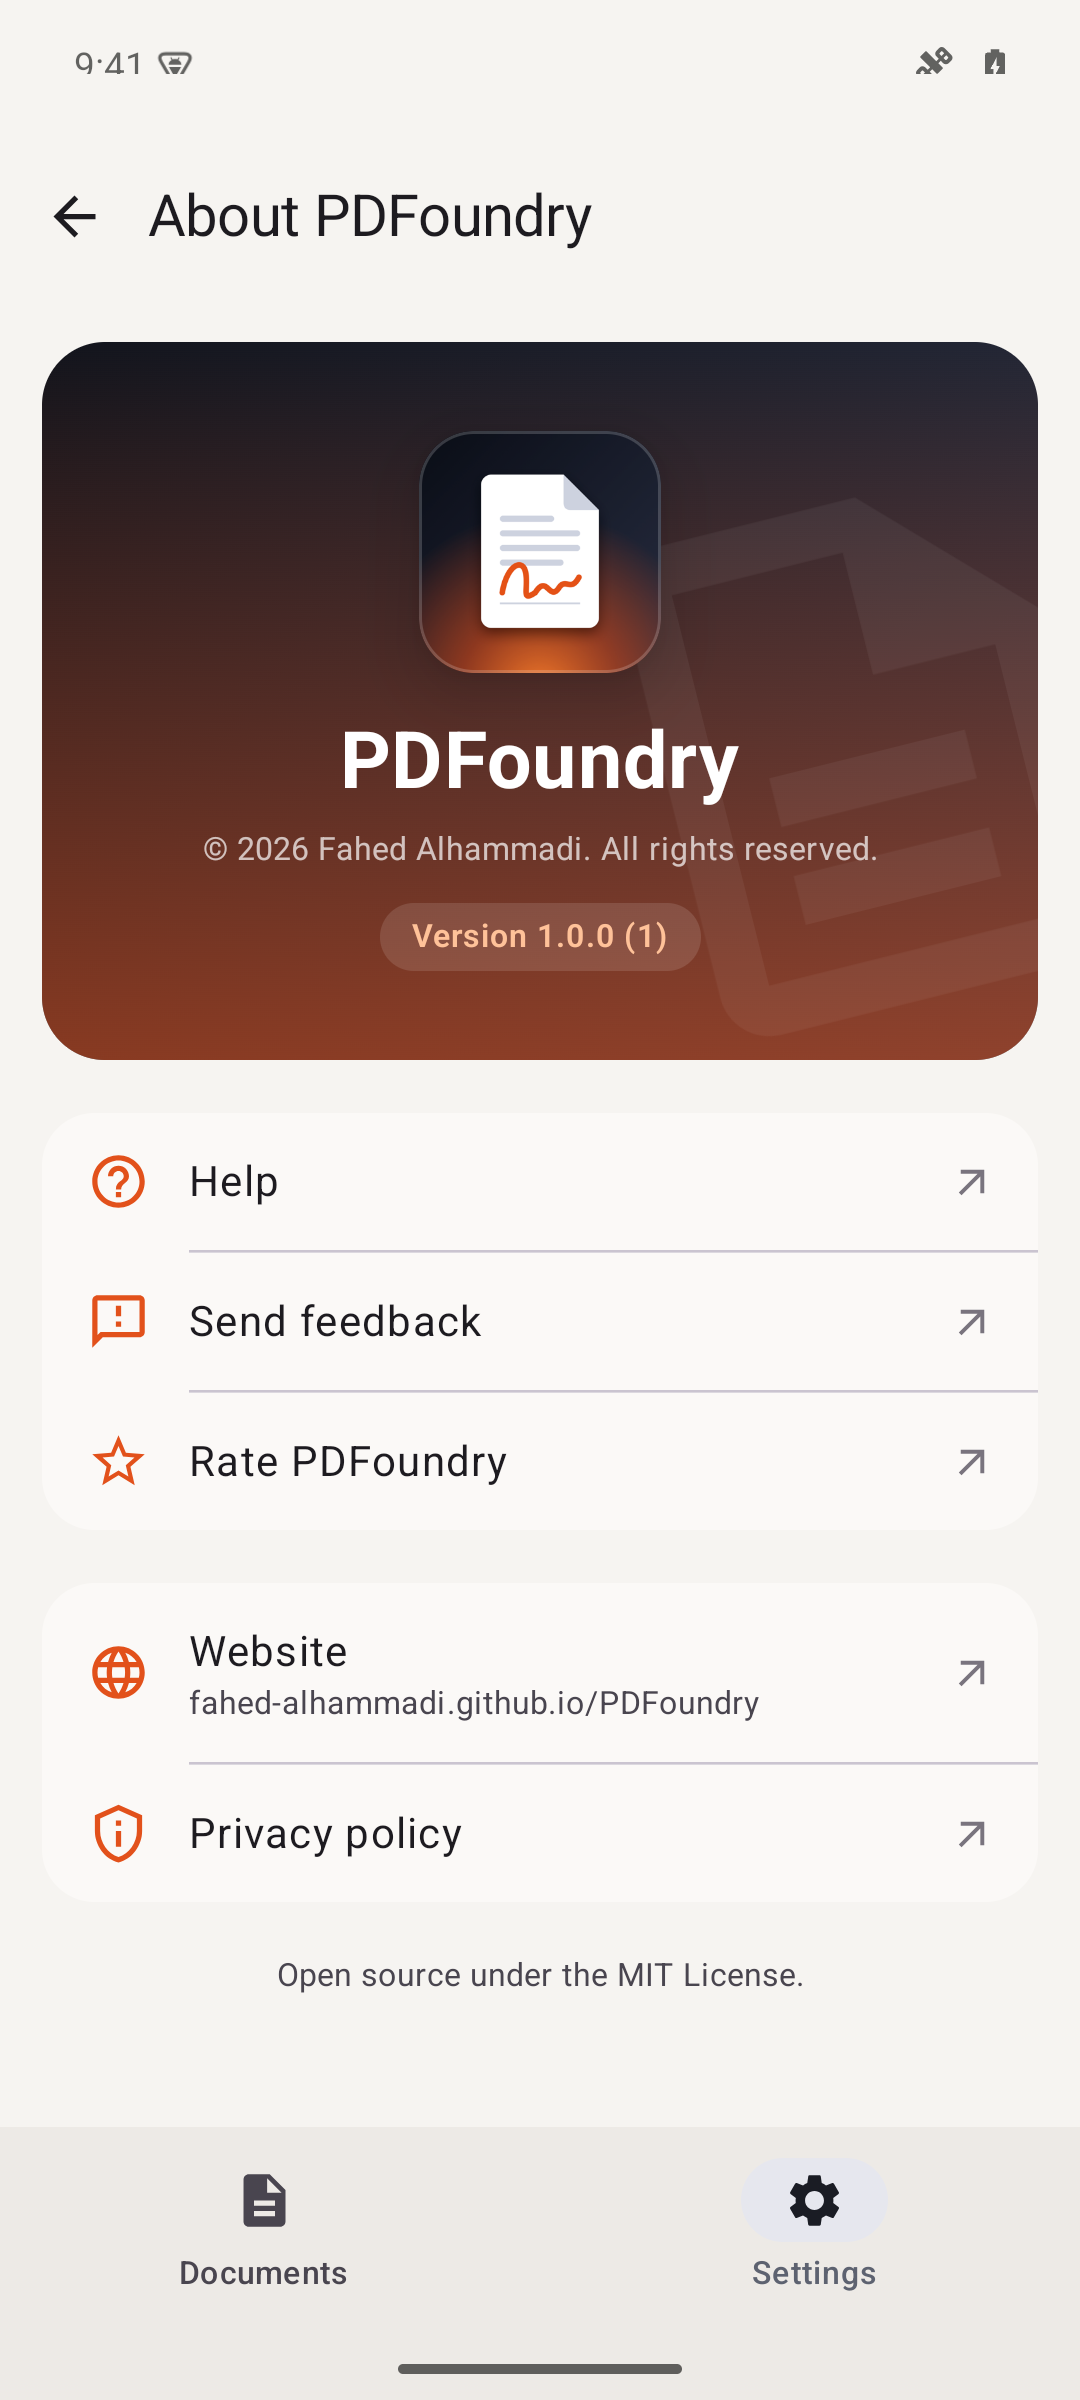 9:41
About PDFoundry
PDFoundry
© 2026 Fahed Alhammadi. All rights reserved.
Version 1.0.0 (1)
Help
Send feedback
Rate PDFoundry
Website
fahed-alhammadi.github.io/PDFoundry
Privacy policy
Open source under the MIT License.
Documents
Settings